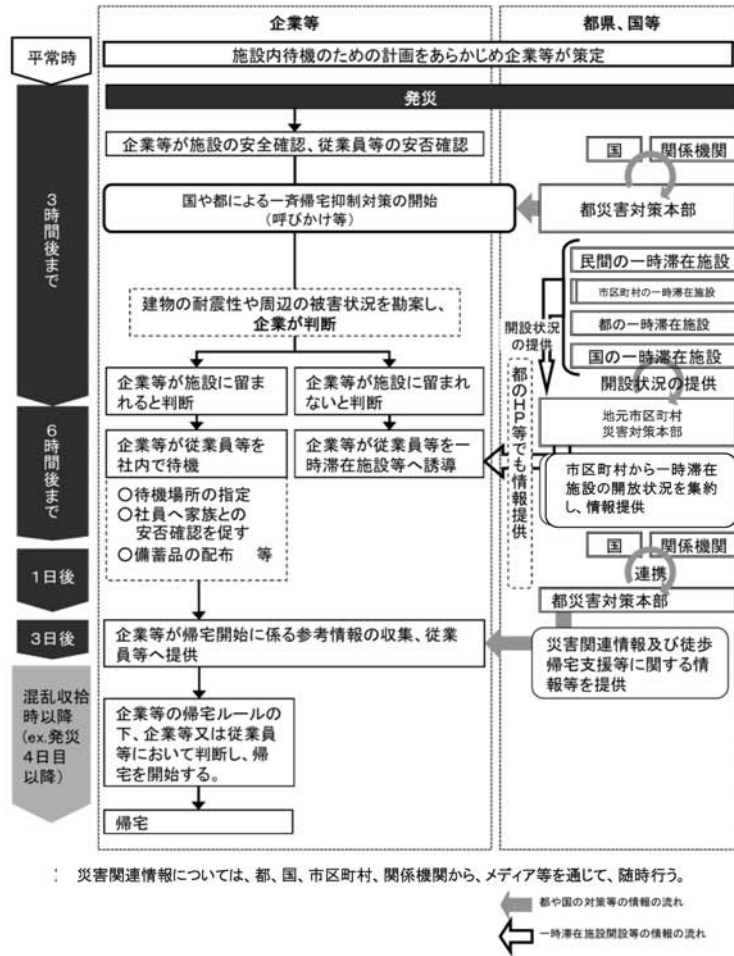 企業等
都県、国等
平常時
施設内待機のための計画をあらかじめ企業等が策定
発災
3時間後まで
企業等が施設の安全確認、従業員等の安否確認
国
関係機関
国や都による一斉帰宅抑制対策の開始
(呼びかけ等)
都災害対策本部
民間の一時滞在施設
市区町村の一時滞在施設
都の一時滞在施設
国の一時滞在施設
建物の耐震性や周辺の被害状況を勘案し、
企業が判断
開設状況
の提供
開設状況の提供
都のHP等でも情報提供
企業等が施設に留ま
れると判断
企業等が施設に留まれ
ないと判断
地元市区町村
災害対策本部
6時間後まで
企業等が従業員等を
社内で待機
企業等が従業員等を一
時滞在施設等へ誘導
市区町村から一時滞在
施設の開放状況を集約
し、情報提供
○待機場所の指定
○社員へ家族との
安否確認を促す
○備蓄品の配布 等
国
関係機関
連携
都災害対策本部
1日後
3日後
企業等が帰宅開始に係る参考情報の収集、従業
員等へ提供
災害関連情報及び徒歩
帰宅支援等に関する情
報等を提供
混乱収拾
時以降
(ex.発災
4日目
以降)
企業等の帰宅ルールの
下、企業等又は従業員
等において判断し、帰
宅を開始する。
帰宅
: 災害関連情報については、都、国、市区町村、関係機関から、メディア等を通じて、随時行う。
都や国の対策等の情報の流れ
一時滞在施設開設等の情報の流れ